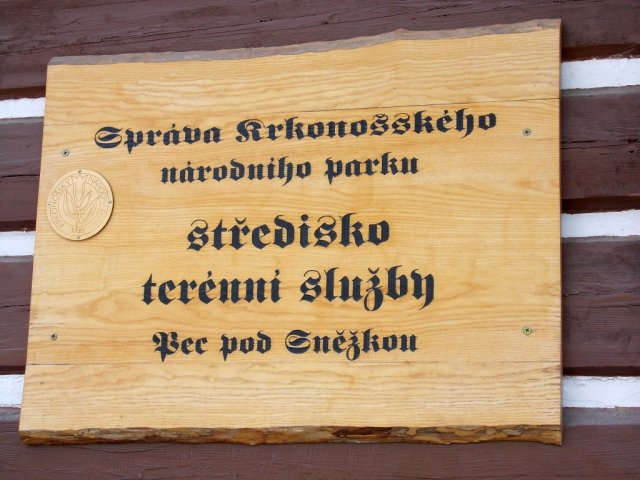 Správa Krkonošského
národního parku
středisko
terénní služby
Pec pod Sněžkou